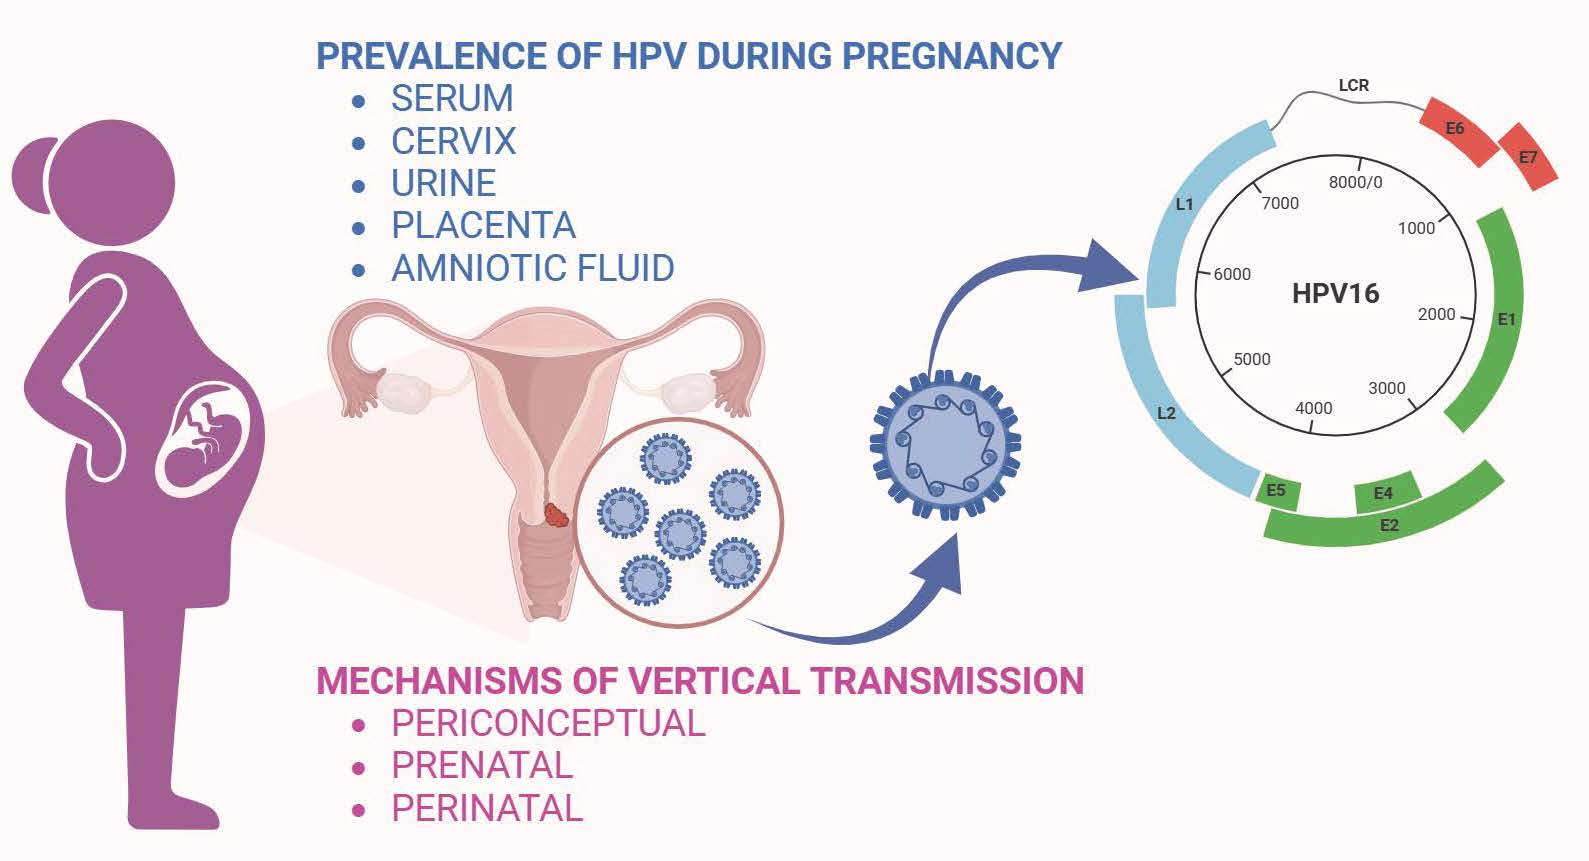 PREVALENCE OF HPV DURING PREGNANCY
• SERUM
• CERVIX
• URINE
• PLACENTA
• AMNIOTIC FLUID
MECHANISMS OF VERTICAL TRANSMISSION
• PERICONCEPTUAL
• PRENATAL
• PERINATAL
LCR
E6
E7
L1
8000/0
7000
1000
6000
HPV16
2000
E1
5000
3000
4000
L2
E5
E4
E2